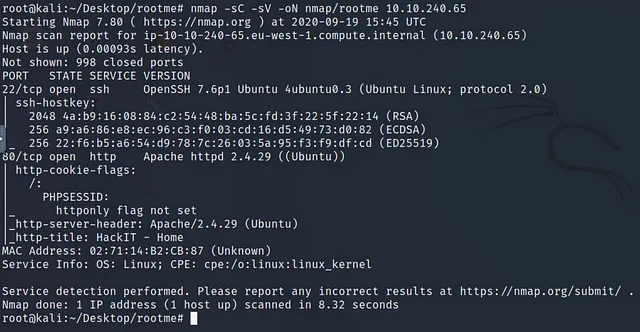 root@kali:~/Desktop/rootme# nmap -sC -sV -oN nmap/rootme 10.10.240.65
Starting Nmap 7.80 ( https://nmap.org ) at 2020-09-19 15:45 UTC
Nmap scan report for ip-10-10-240-65.eu-west-1.compute.internal (10.10.240.65)
Host is up (0.00093s latency).
Not shown: 998 closed ports
PORT   STATE SERVICE VERSION
22/tcp open  ssh     OpenSSH 7.6p1 Ubuntu 4ubuntu0.3 (Ubuntu Linux; protocol 2.0)
| ssh-hostkey:
|   2048 4a:b9:16:08:84:c2:54:48:ba:5c:fd:3f:22:5f:22:14 (RSA)
|   256 a9:a6:86:e8:ec:96:c3:f0:03:cd:16:d5:49:73:d0:82 (ECDSA)
|_  256 22:f6:b5:a6:54:d9:78:7c:26:03:5a:95:f3:f9:df:cd (ED25519)
80/tcp open  http    Apache httpd 2.4.29 ((Ubuntu))
| http-cookie-flags:
|   /:
|     PHPSESSID:
|_      httponly flag not set
|_http-server-header: Apache/2.4.29 (Ubuntu)
|_http-title: HackIT - Home
MAC Address: 02:71:14:B2:CB:87 (Unknown)
Service Info: OS: Linux; CPE: cpe:/o:linux:linux_kernel
Service detection performed. Please report any incorrect results at https://nmap.org/submit/ .
Nmap done: 1 IP address (1 host up) scanned in 8.32 seconds
root@kali:~/Desktop/rootme#